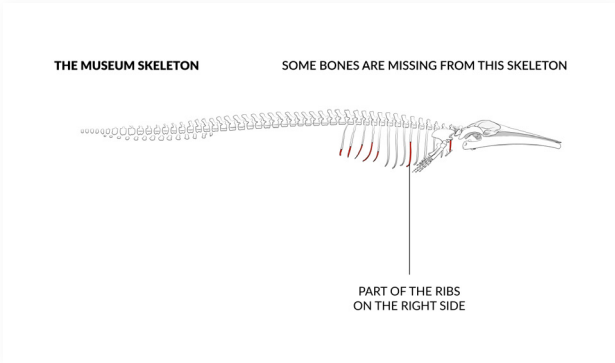 THE MUSEUM SKELETON
SOME BONES ARE MISSING FROM THIS SKELETON
PART OF THE RIBS
ON THE RIGHT SIDE